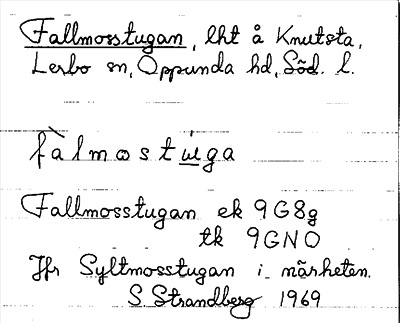 Fallmosstugan, lht å Knutsta,
Lerbo sn, Oppunda hd, Söd. l.
fàlmostùga
Fallmosstugan ek 9G8g
tk 9GNO
Jfr Syltmosstugan i närheten.
S Strandberg 1969